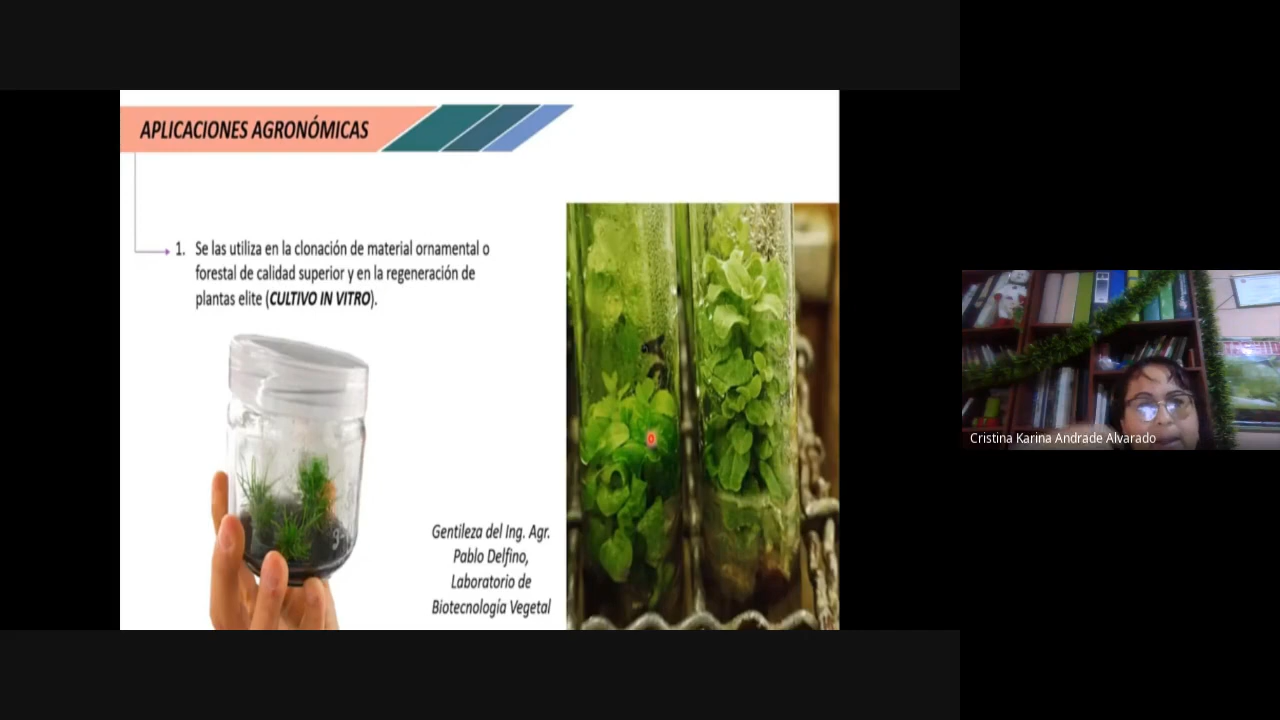 APLICACIONES AGRONÓMICAS
1. Se las utiliza en la clonación de material ornamental o
forestal de calidad superior y en la regeneración de
plantas elite (CULTIVO IN VITRO).
Gentileza del Ing. Agr.
Pablo Delfino,
Laboratorio de
Biotecnología Vegetal
Cristina Karina Andrade Alvarado